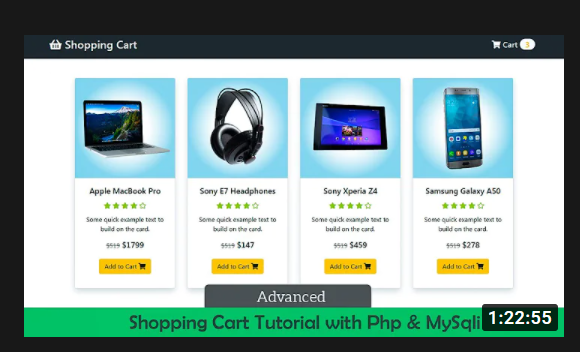 Shopping Cart
Cart 3
Apple MacBook Pro
Some quick example text to
build on the card.
$519 $1799
Add to Cart
Sony E7 Headphones
Some quick example text to
build on the card.
$519 $147
Add to Cart
Sony Xperia Z4
Some quick example text to
build on the card.
$519 $459
Add to Cart
Samsung Galaxy A50
Some quick example text to
build on the card.
$519 $278
Add to Cart
Advanced
Shopping Cart Tutorial with Php & MySqli
1:22:55